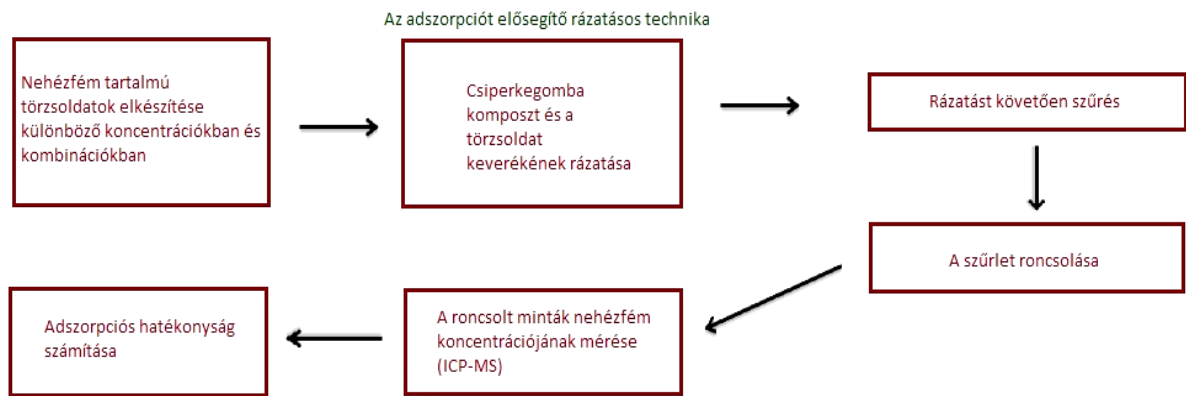 Az adszorpciót elősegítő rázatásos technika
Nehézfém tartalmú
törzsoldatok elkészítése
különböző koncentrációkban és
kombinációkban
Csiperkegomba
komposzt és a
törzsoldat
keverékének rázatása
Rázatást követően szűrés
A szűrlet roncsolása
A roncsolt minták nehézfém
koncentrációjának mérése
(ICP-MS)
Adszorpciós hatékonyság
számítása